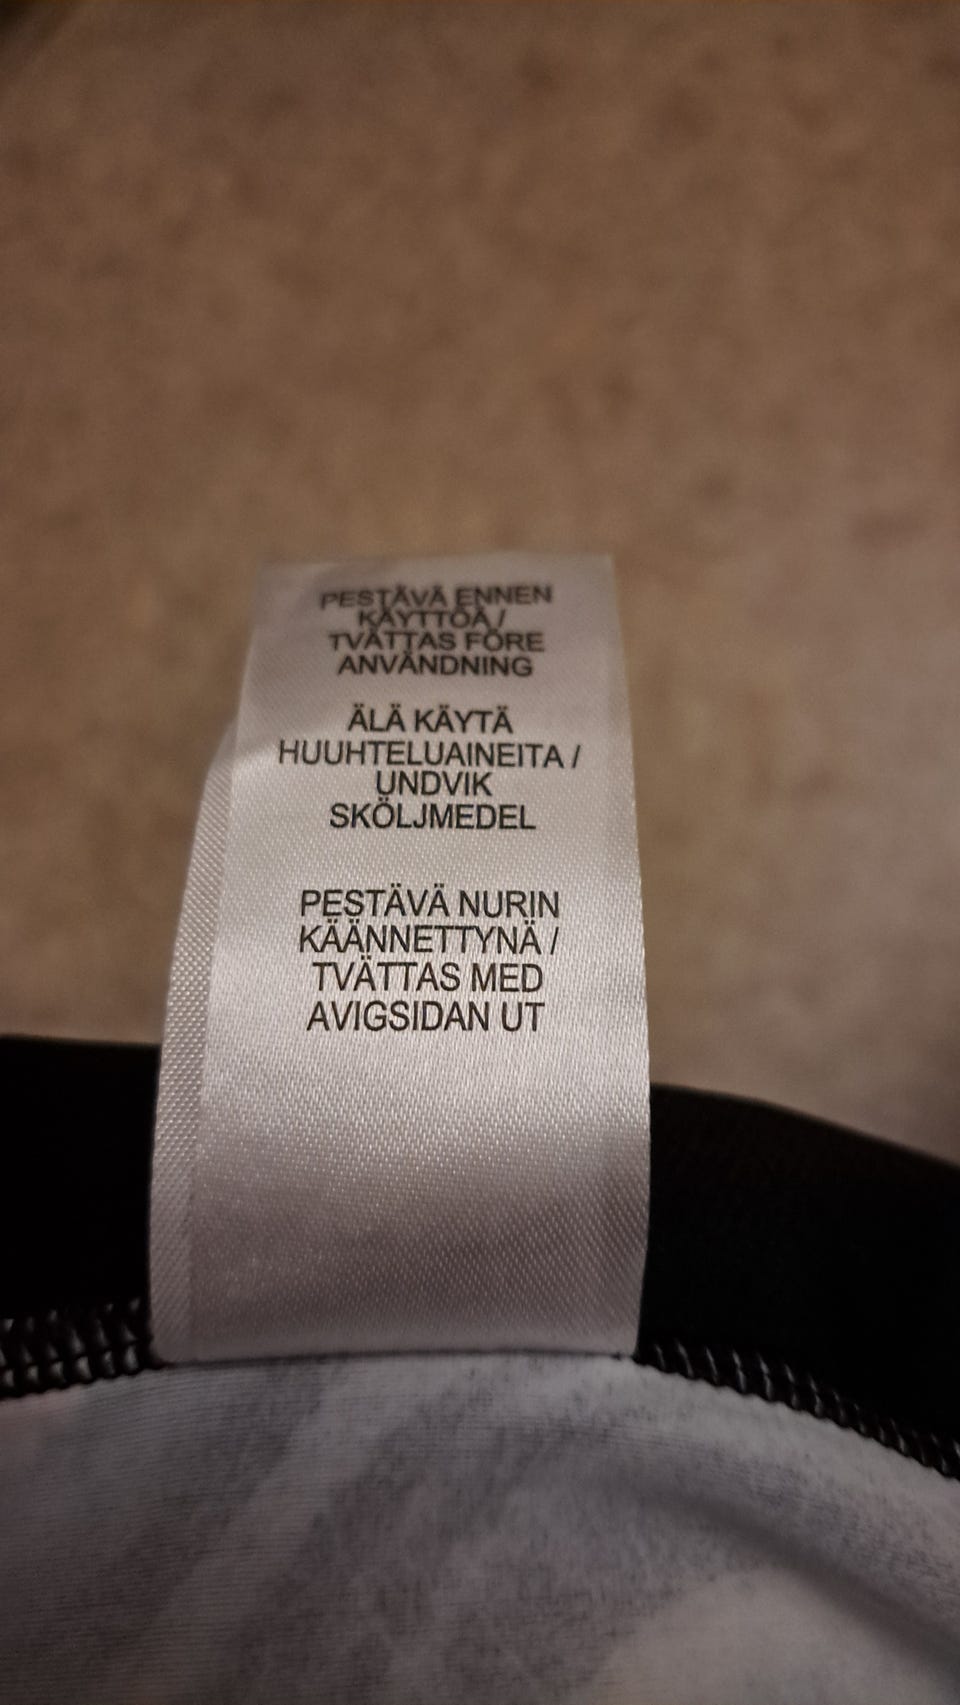 PESTÄVÄ ENNEN
KÄYTTÖÄ /
TVÄTTAS FÖRE
ANVÄNDNING
ÄLÄ KÄYTÄ
HUUHTELUAINEITA /
UNDVIK
SKÖLJMEDEL
PESTÄVÄ NURIN
KÄÄNNETTYNÄ /
TVÄTTAS MED
AVIGSIDAN UT